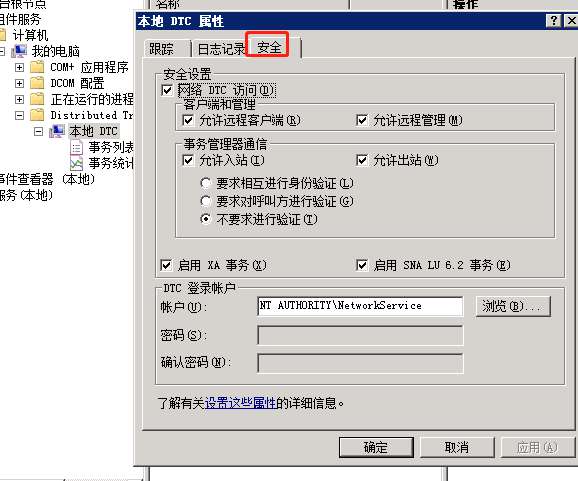 名称
操作
组件服务
计算机
我的电脑
COM+ 应用程序
DCOM 配置
正在运行的进程
Distributed Tr
本地 DTC
事务列表
事务统计
事件查看器 (本地)
服务(本地)
本地 DTC 属性
? ×
跟踪
日志记录
安全
安全设置
网络 DTC 访问(D)
客户端和管理
允许远程客户端(R)
允许远程管理(M)
事务管理器通信
允许入站(I)
允许出站(W)
要求相互进行身份验证(L)
要求对呼叫方进行验证(G)
不要求进行验证(T)
启用 XA 事务(X)
启用 SNA LU 6.2 事务(E)
DTC 登录帐户
帐户(U):
NT AUTHORITY\NetworkService
浏览(B)...
密码(S):
确认密码(N):
了解有关设置这些属性的详细信息。
确定
取消
应用(A)